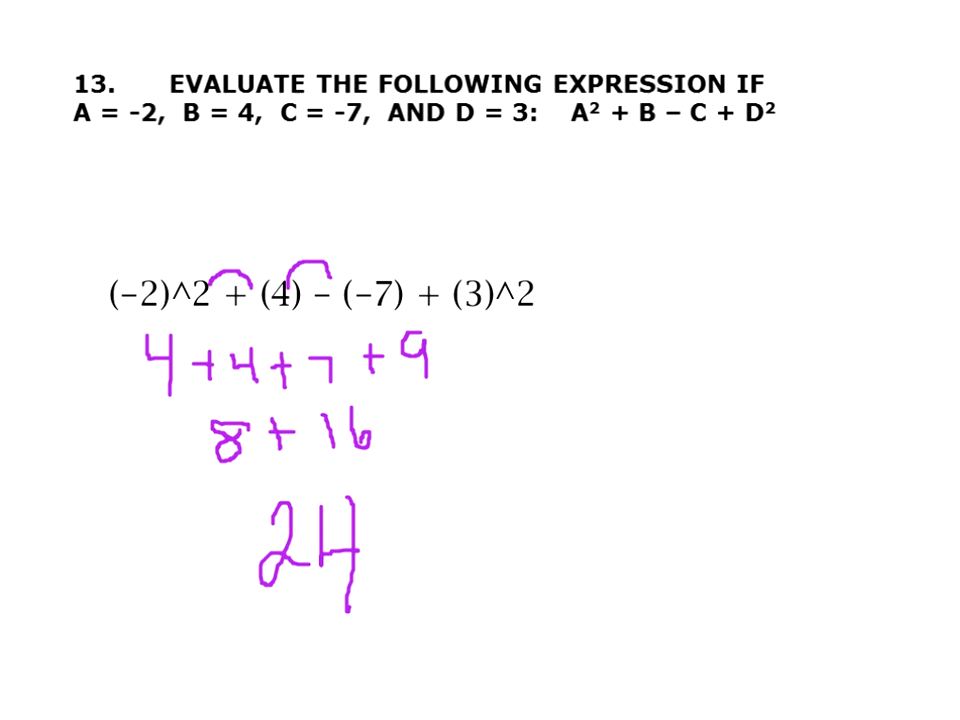 13. EVALUATE THE FOLLOWING EXPRESSION IF
A = -2, B = 4, C = -7, AND D = 3: A² + B – C + D²
(–2)^2 + (4) – (–7) + (3)^2
4 + 4 + 7 + 9
8 + 16
24